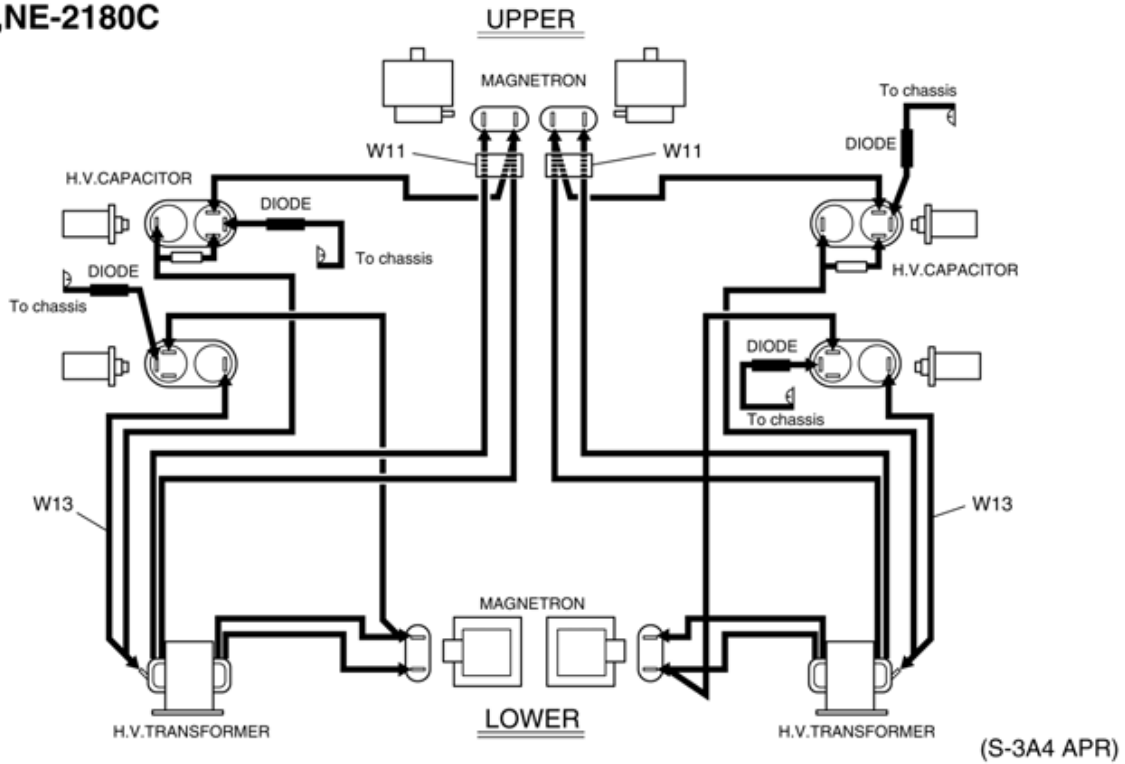 ,NE-2180C
UPPER
MAGNETRON
To chassis
DIODE
W11
W11
H.V.CAPACITOR
DIODE
To chassis
H.V.CAPACITOR
DIODE
To chassis
DIODE
To chassis
W13
W13
MAGNETRON
LOWER
H.V.TRANSFORMER
H.V.TRANSFORMER
(S-3A4 APR)